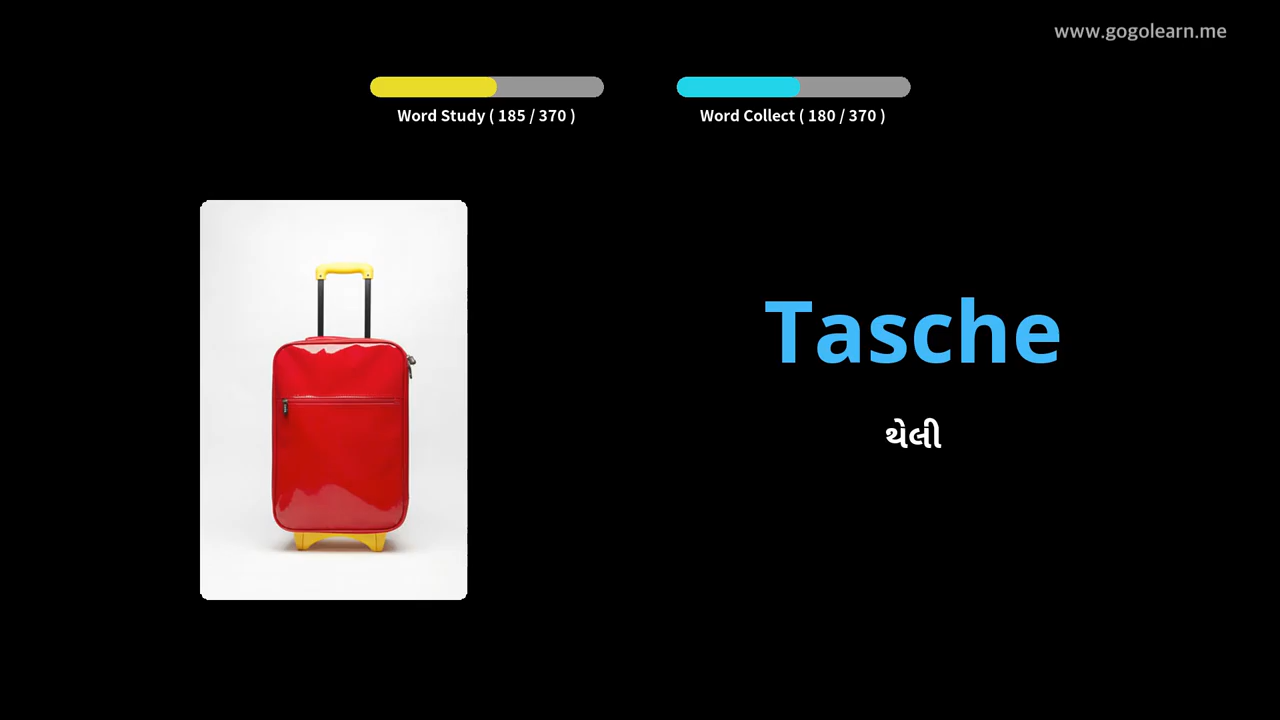 www.gogolearn.me
Word Study ( 185 / 370 )
Word Collect ( 180 / 370 )
Tasche
થેલી